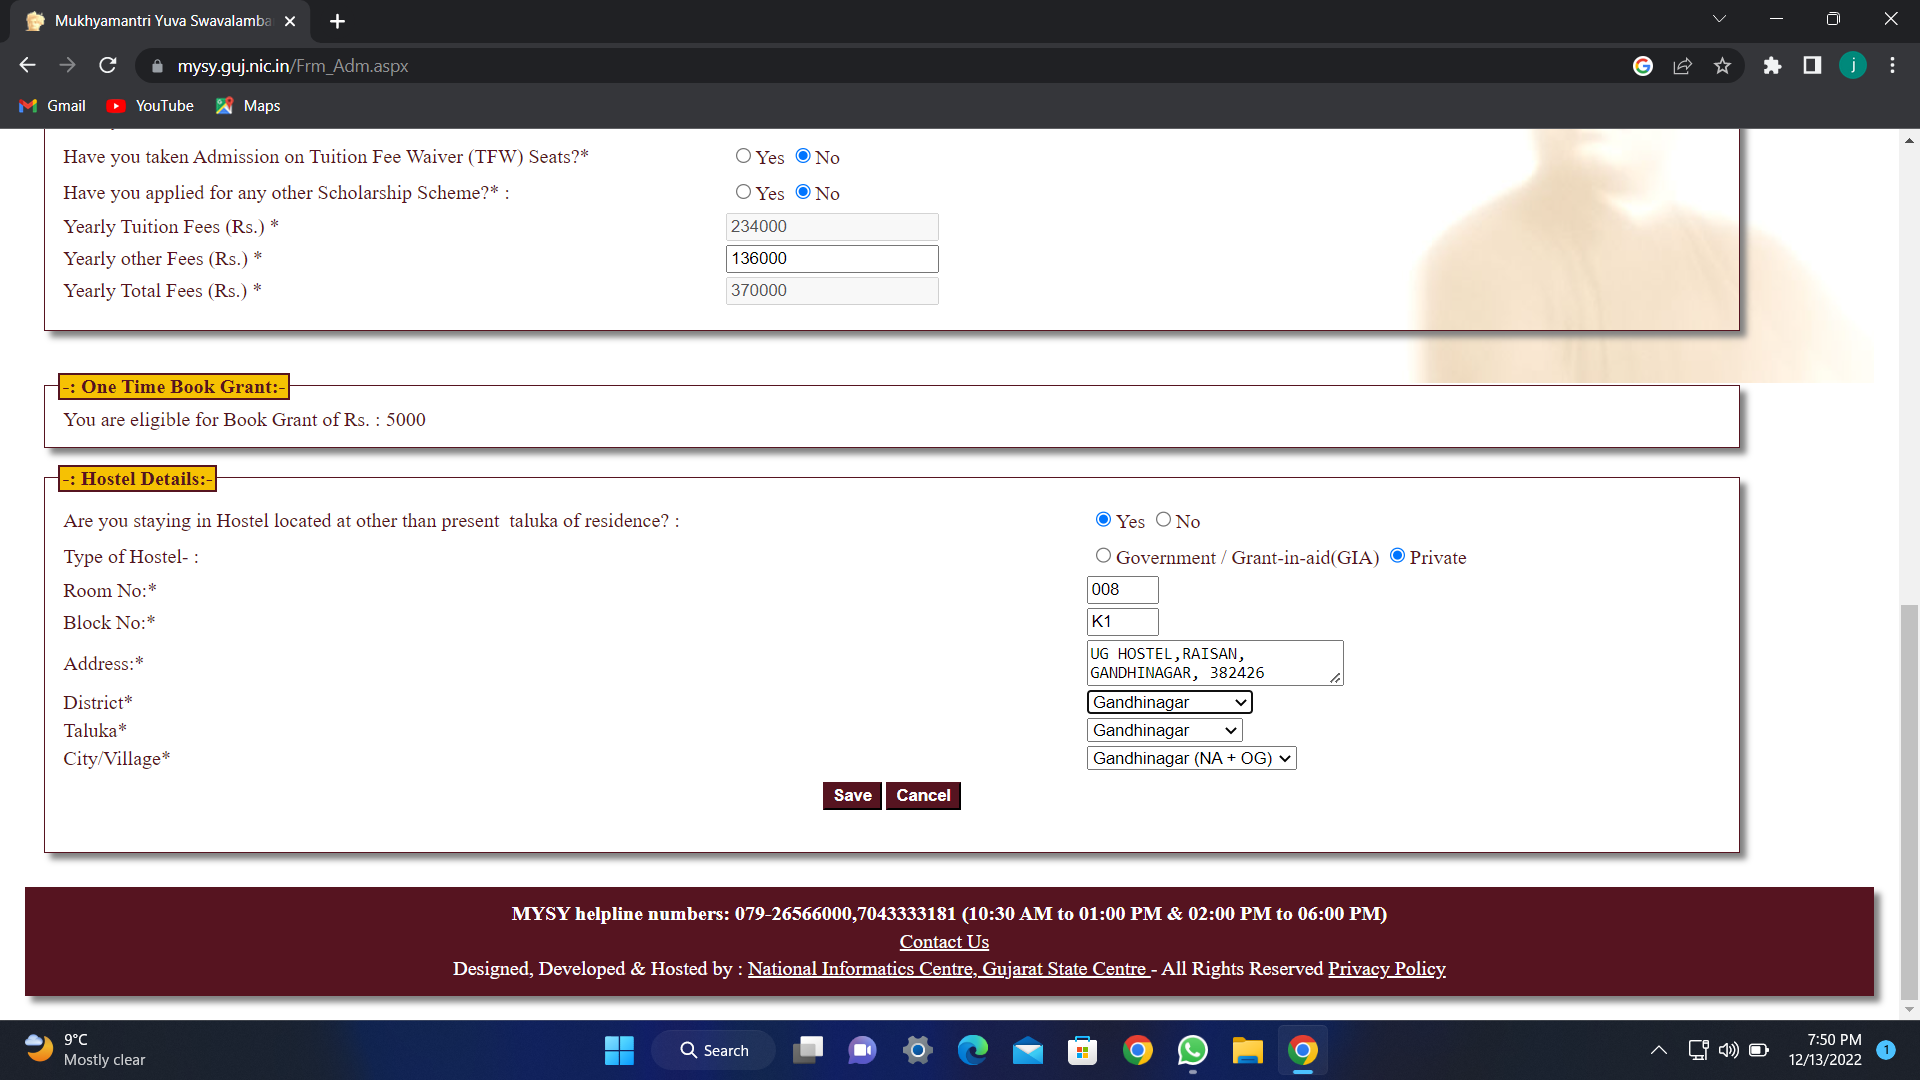 Mukhyamantri Yuva Swavalamba
mysy.guj.nic.in/Frm_Adm.aspx
j
Gmail
YouTube
Maps
Have you taken Admission on Tuition Fee Waiver (TFW) Seats?* Yes No
Have you applied for any other Scholarship Scheme?* : Yes No
Yearly Tuition Fees (Rs.) * 234000
Yearly other Fees (Rs.) * 136000
Yearly Total Fees (Rs.) * 370000
-: One Time Book Grant:-
You are eligible for Book Grant of Rs. : 5000
-: Hostel Details:-
Are you staying in Hostel located at other than present taluka of residence? : Yes No
Type of Hostel- : Government / Grant-in-aid(GIA) Private
Room No:* 008
Block No:* K1
Address:* UG HOSTEL,RAISAN,
GANDHINAGAR, 382426
District* Gandhinagar
Taluka* Gandhinagar
City/Village* Gandhinagar (NA + OG)
Save Cancel
MYSY helpline numbers: 079-26566000,7043333181 (10:30 AM to 01:00 PM & 02:00 PM to 06:00 PM)
Contact Us
Designed, Developed & Hosted by : National Informatics Centre, Gujarat State Centre - All Rights Reserved Privacy Policy
9°C
Mostly clear
Search
7:50 PM
12/13/2022
1